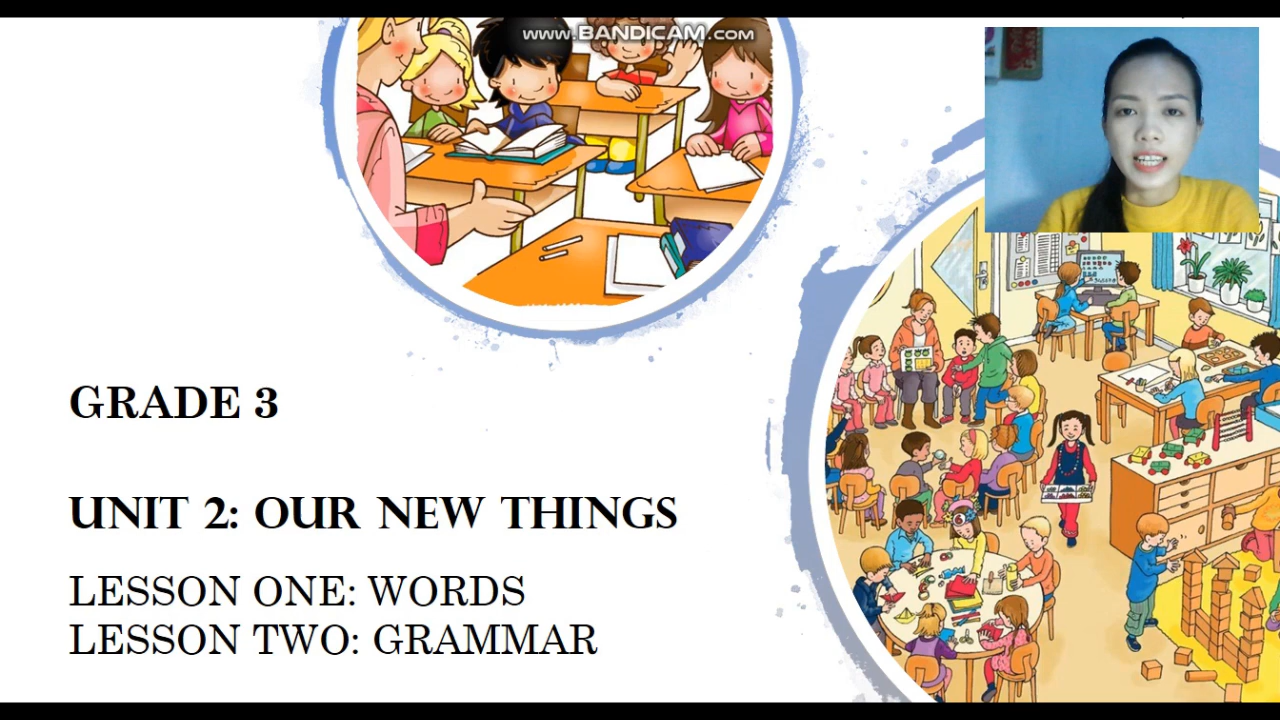 www.BANDICAM.com
GRADE 3
UNIT 2: OUR NEW THINGS
LESSON ONE: WORDS
LESSON TWO: GRAMMAR